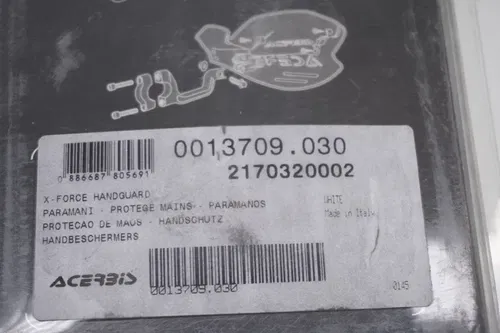 ACERBIS
0013709.030
0 886687 805691
2170320002
X-FORCE HANDGUARD
PARAMANI - PROTEGE MAINS - PARAMANOS
PROTECAO DE MAOS - HANDSCHUTZ
HANDBESCHERMERS
WHITE
Made in Italy
ACERBIS
0013709.030
0145